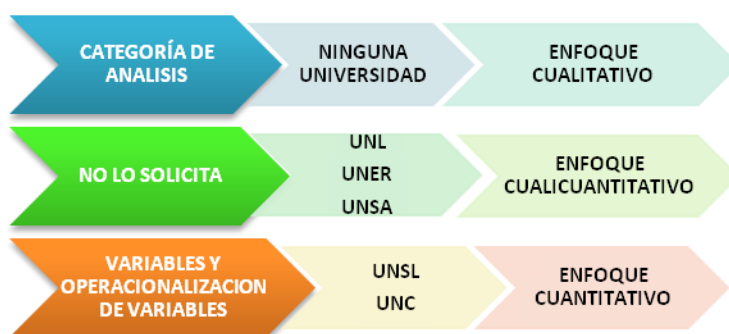 CATEGORÍA DE
ANALISIS
NINGUNA
UNIVERSIDAD
ENFOQUE
CUALITATIVO
NO LO SOLICITA
UNL
UNER
UNSA
ENFOQUE
CUALICUANTITATIVO
VARIABLES Y
OPERACIONALIZACION
DE VARIABLES
UNSL
UNC
ENFOQUE
CUANTITATIVO